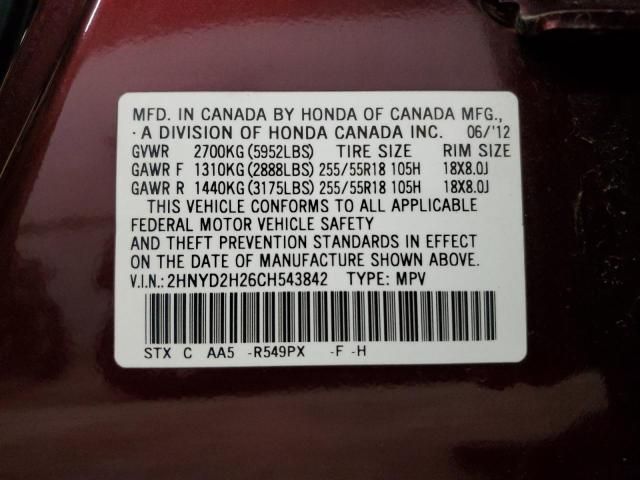 MFD. IN CANADA BY HONDA OF CANADA MFG.,
· A DIVISION OF HONDA CANADA INC. 06/'12
GVWR 2700KG (5952LBS) TIRE SIZE RIM SIZE
GAWR F 1310KG (2888LBS) 255/55R18 105H 18X8.0J
GAWR R 1440KG (3175LBS) 255/55R18 105H 18X8.0J
THIS VEHICLE CONFORMS TO ALL APPLICABLE
FEDERAL MOTOR VEHICLE SAFETY
AND THEFT PREVENTION STANDARDS IN EFFECT ON THE
DATE OF MANUFACTURE SHOWN ABOVE.
V.I.N.: 2HNYD2H26CH543842 TYPE: MPV
STX C AA5 -R549PX -F -H